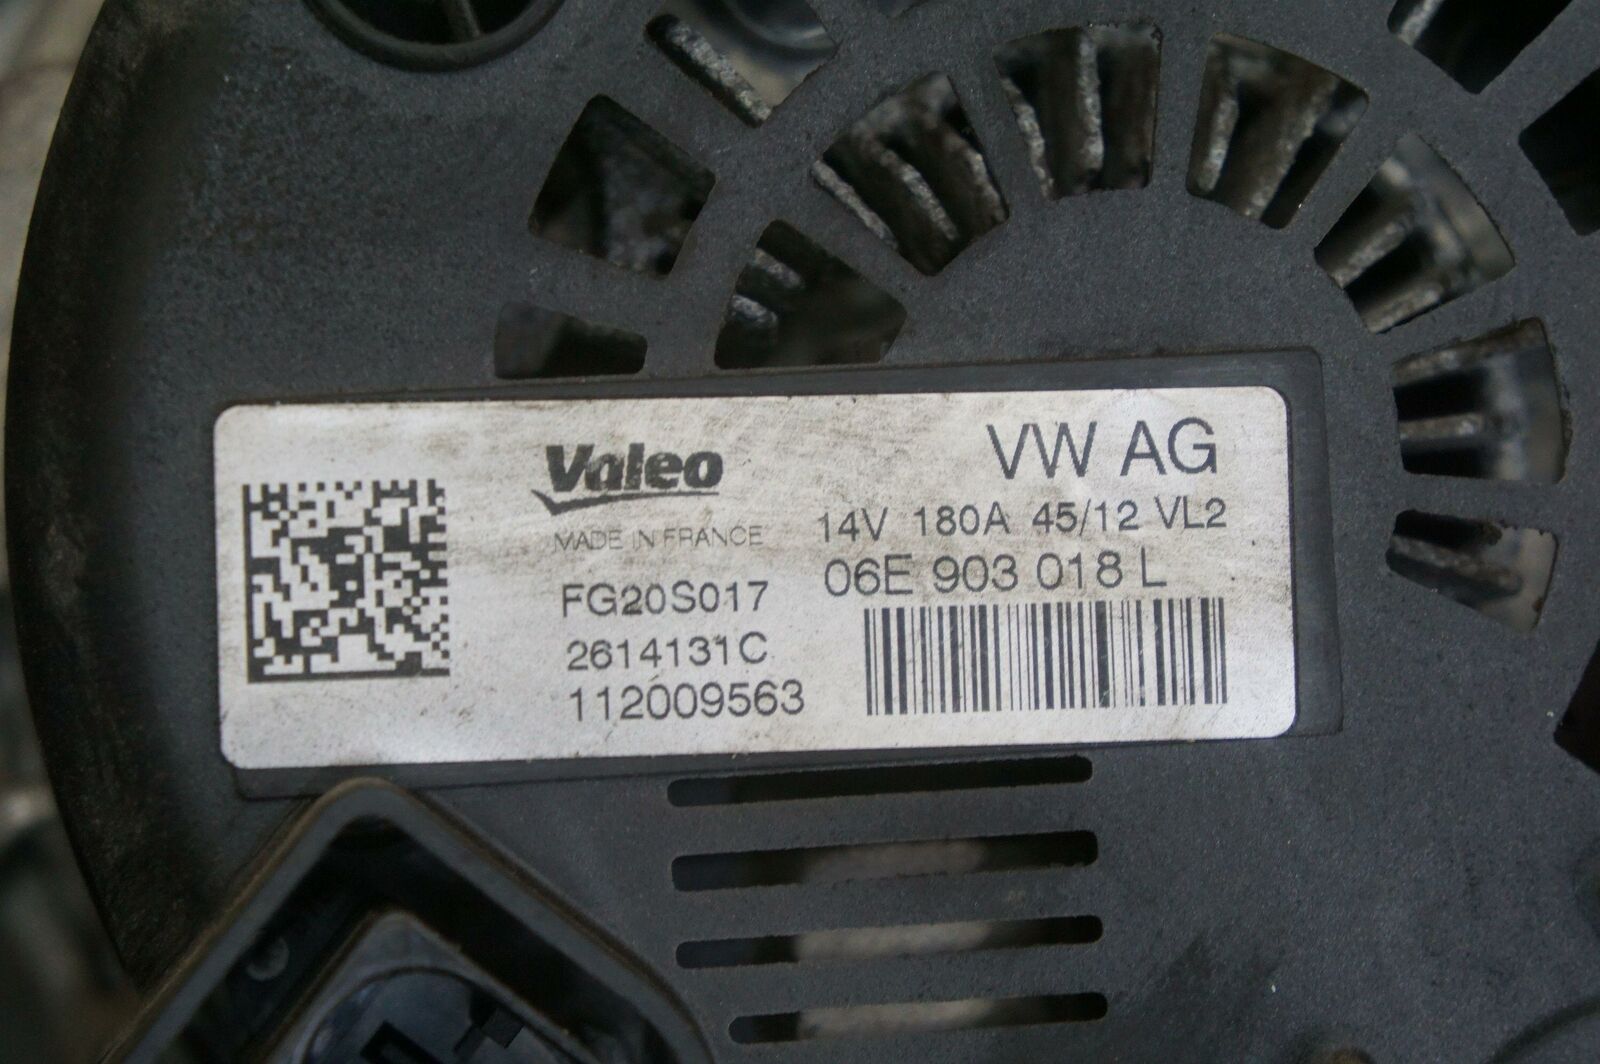 Valeo
MADE IN FRANCE
FG20S017
2614131C
112009563
VW AG
14V 180A 45/12 VL2
06E 903 018 L